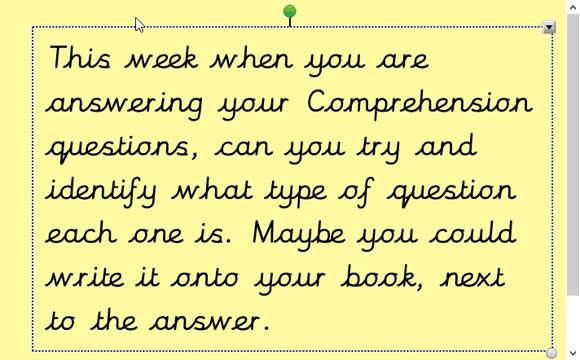 This week when you are
answering your Comprehension
questions, can you try and
identify what type of question
each one is. Maybe you could
write it onto your book, next
to the answer.